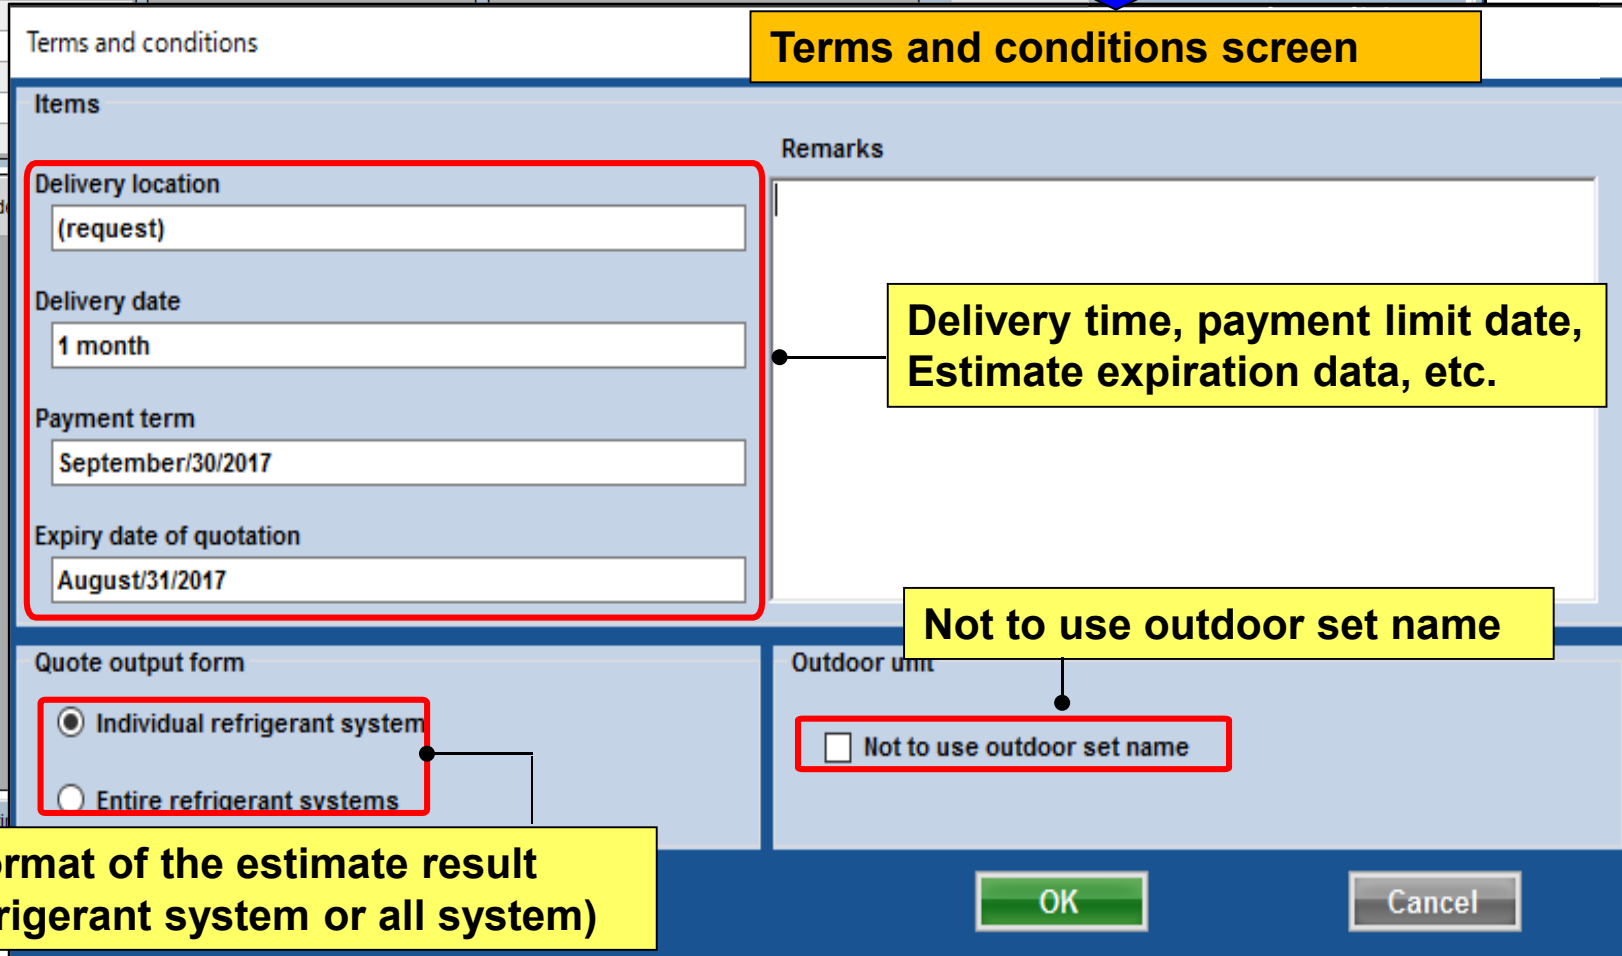 Terms and conditions
Terms and conditions screen
Items
Remarks
Delivery location
(request)
Delivery date
1 month
Delivery time, payment limit date,
Estimate expiration data, etc.
Payment term
September/30/2017
Expiry date of quotation
August/31/2017
Not to use outdoor set name
Quote output form
Outdoor unit
Individual refrigerant system
Not to use outdoor set name
Entire refrigerant systems
of the estimate result
system or all system)
OK
Cancel